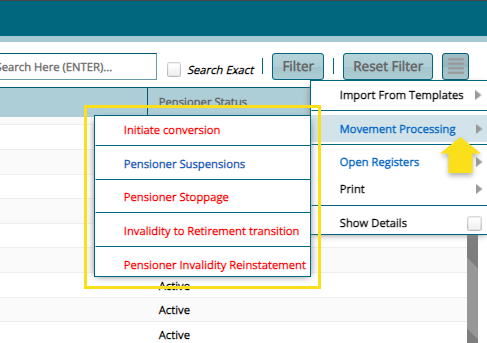 Search Here (ENTER)...
Search Exact
Filter
Reset Filter
Pensioner Status
Import From Templates
Movement Processing
Open Registers
Print
Show Details
Initiate conversion
Pensioner Suspensions
Pensioner Stoppage
Invalidity to Retirement transition
Pensioner Invalidity Reinstatement
Active
Active
Active